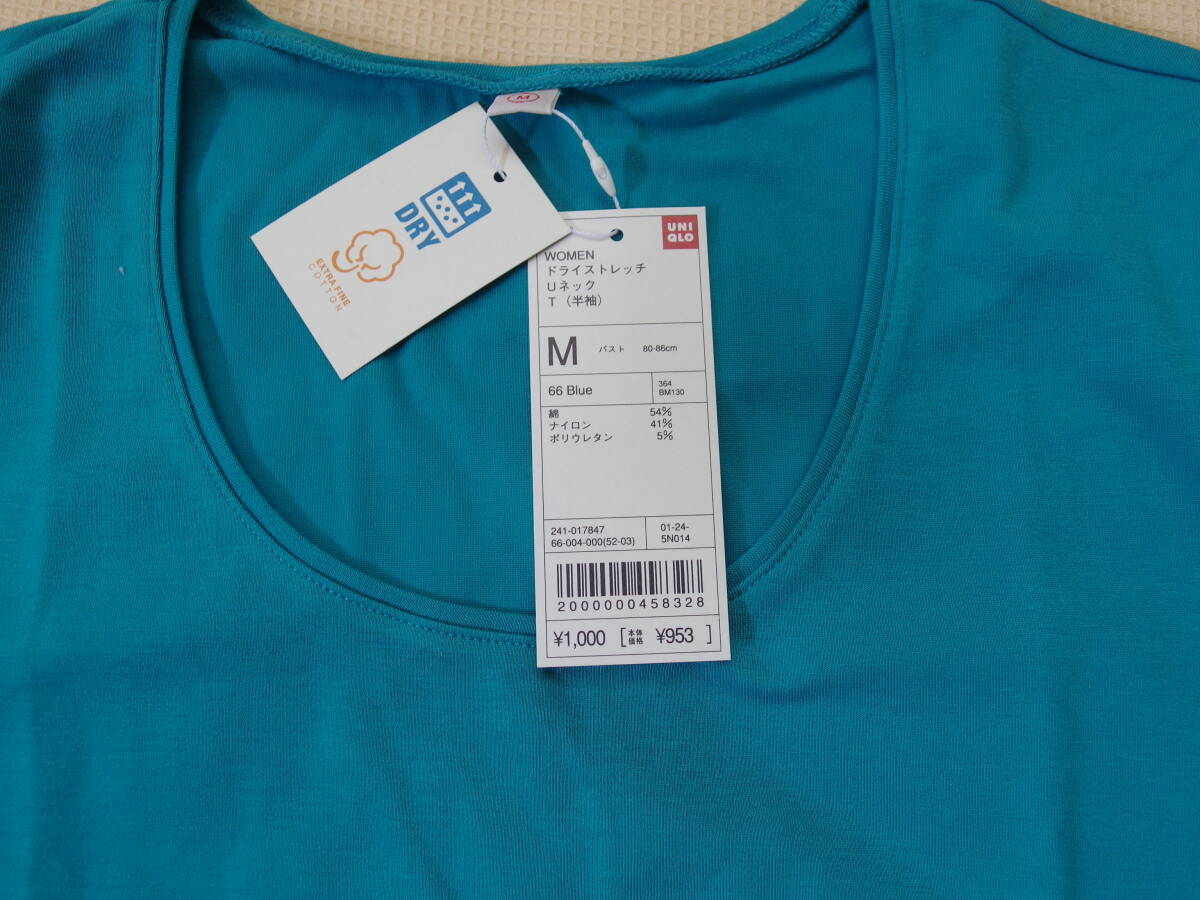 M
DRY
EXTRA FINE
COTTON
UNI
QLO
WOMEN
ドライストレッチ
Uネック
T（半袖）
M バスト 80-86cm
66 Blue
364
BM130
綿 54%
ナイロン 41%
ポリウレタン 5%
241-017847
66-004-000(52-03)
01-24-
5N014
2000000458328
¥1,000 [本体価格 ¥953 ]